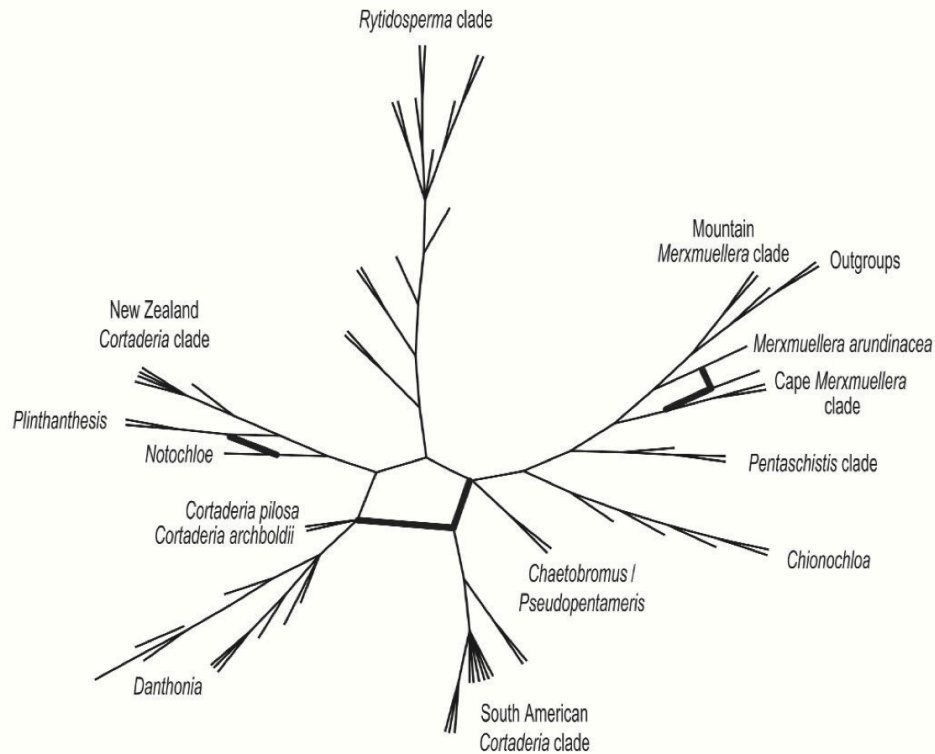 Rytidosperma clade
Mountain
Merxmuellera clade
Outgroups
New Zealand
Cortaderia clade
Merxmuellera arundinacea
Cape Merxmuellera
clade
Plinthanthesis
Notochloe
Pentaschistis clade
Cortaderia pilosa
Cortaderia archboldii
Chionochloa
Chaetobromus /
Pseudopentameris
Danthonia
South American
Cortaderia clade